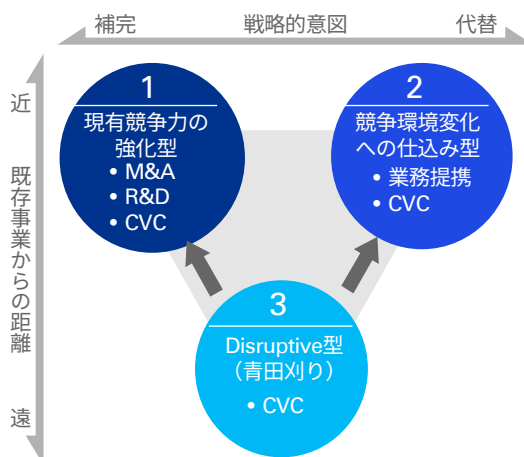 補完 戦略的意図 代替
近
既存事業からの距離
遠
1
現有競争力の
強化型
• M&A
• R&D
• CVC
2
競争環境変化
への仕込み型
• 業務提携
• CVC
3
Disruptive型
（青田刈り）
• CVC